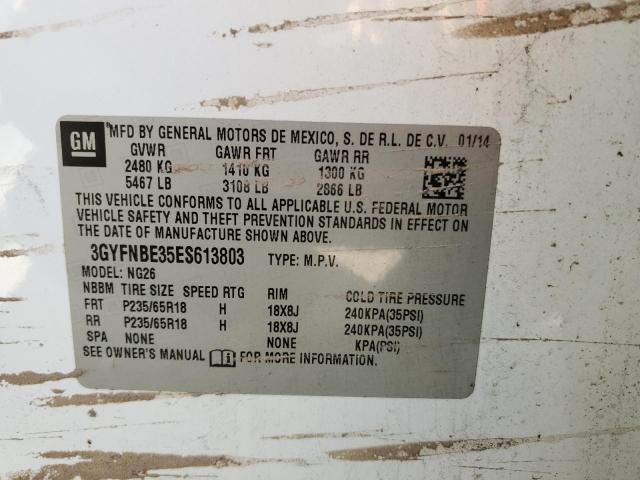 GM
MFD BY GENERAL MOTORS DE MEXICO, S. DE R.L. DE C.V. 01/14
GVWR GAWR FRT GAWR RR
2480 KG 1410 KG 1300 KG
5467 LB 3108 LB 2866 LB
THIS VEHICLE CONFORMS TO ALL APPLICABLE U.S. FEDERAL MOTOR
VEHICLE SAFETY AND THEFT PREVENTION STANDARDS IN EFFECT ON
THE DATE OF MANUFACTURE SHOWN ABOVE.
3GYFNBE35ES613803 TYPE: M.P.V.
MODEL: NG26
NBBM TIRE SIZE SPEED RTG RIM COLD TIRE PRESSURE
FRT P235/65R18 H 18X8J 240KPA(35PSI)
RR P235/65R18 H 18X8J 240KPA(35PSI)
SPA NONE NONE KPA(PSI)
SEE OWNER'S MANUAL FOR MORE INFORMATION.